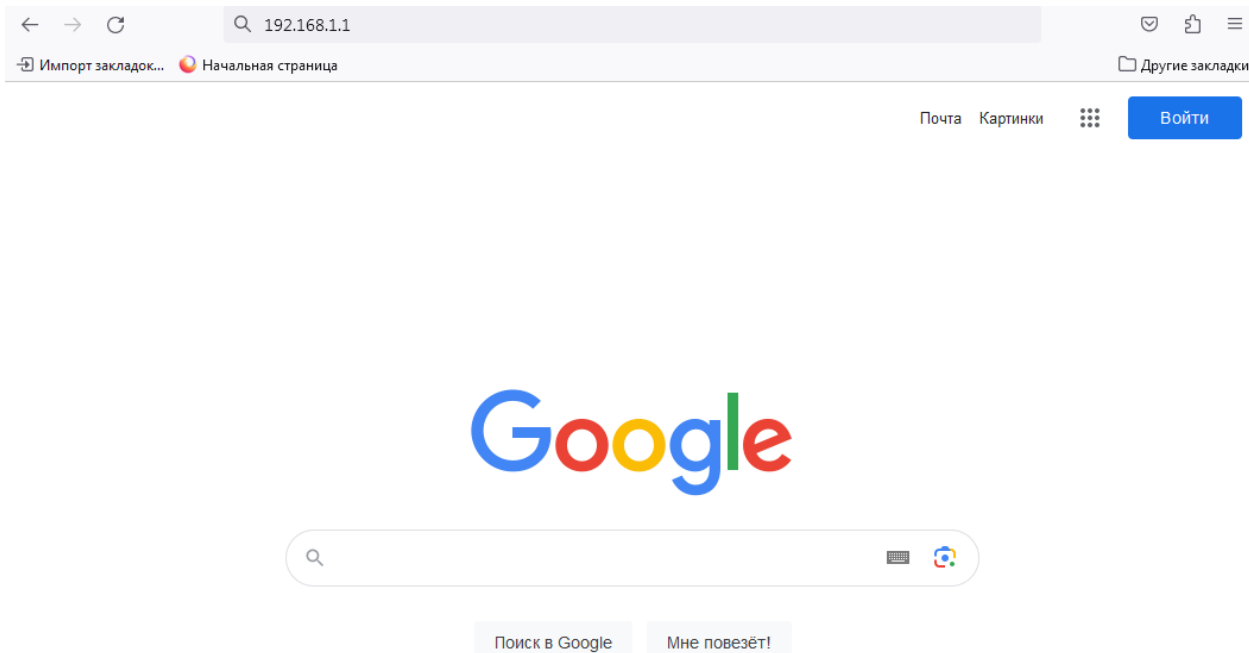 192.168.1.1
Импорт закладок... Начальная страница Другие закладки
Почта Картинки Войти
Google
Поиск в Google Мне повезёт!